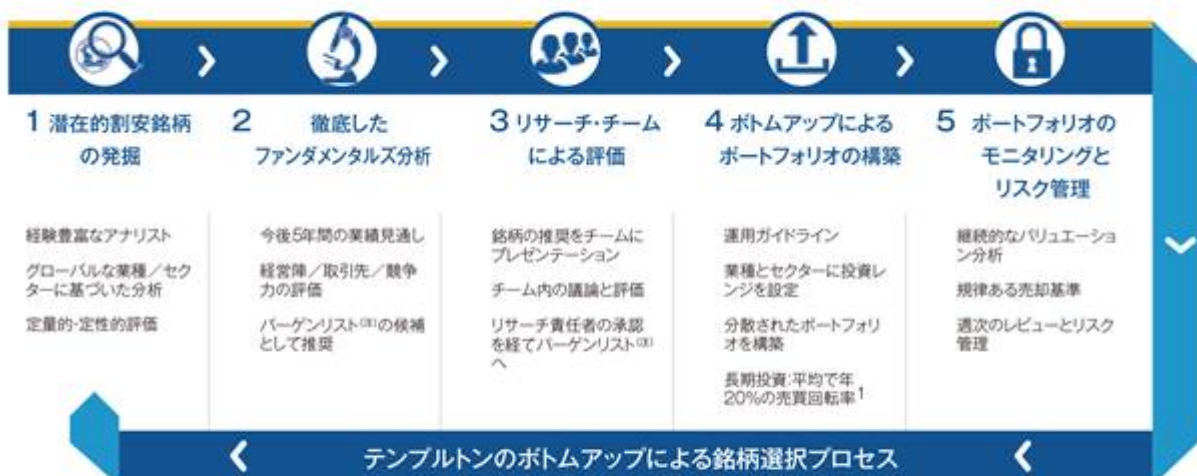 1 潜在的割安銘柄
の発掘
経験豊富なアナリスト
グローバルな業種／セク
ターに基づいた分析
定量的・定性的評価
2 徹底した
ファンダメンタルズ分析
今後5年間の業績見通し
経営陣／取引先／競争
力の評価
バーゲンリスト(注)の候補
として推奨
3 リサーチ・チーム
による評価
銘柄の推奨をチームに
プレゼンテーション
チーム内の議論と評価
リサーチ責任者の承認
を経てバーゲンリスト(注)
へ
4 ボトムアップによる
ポートフォリオの構築
運用ガイドライン
業種とセクターに投資レ
ンジを設定
分散されたポートフォリ
オを構築
長期投資:平均で年
20%の売買回転率1
5 ポートフォリオの
モニタリングと
リスク管理
継続的なバリュエーショ
ン分析
規律ある売却基準
週次のレビューとリスク
管理
テンプルトンのボトムアップによる銘柄選択プロセス